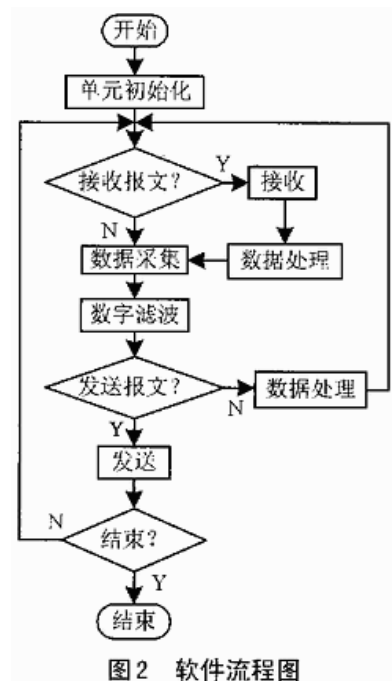 开始
单元初始化
接收报文?
Y
接收
N
数据采集
数据处理
数字滤波
发送报文?
N
数据处理
Y
发送
N
结束?
Y
结束
图2 软件流程图